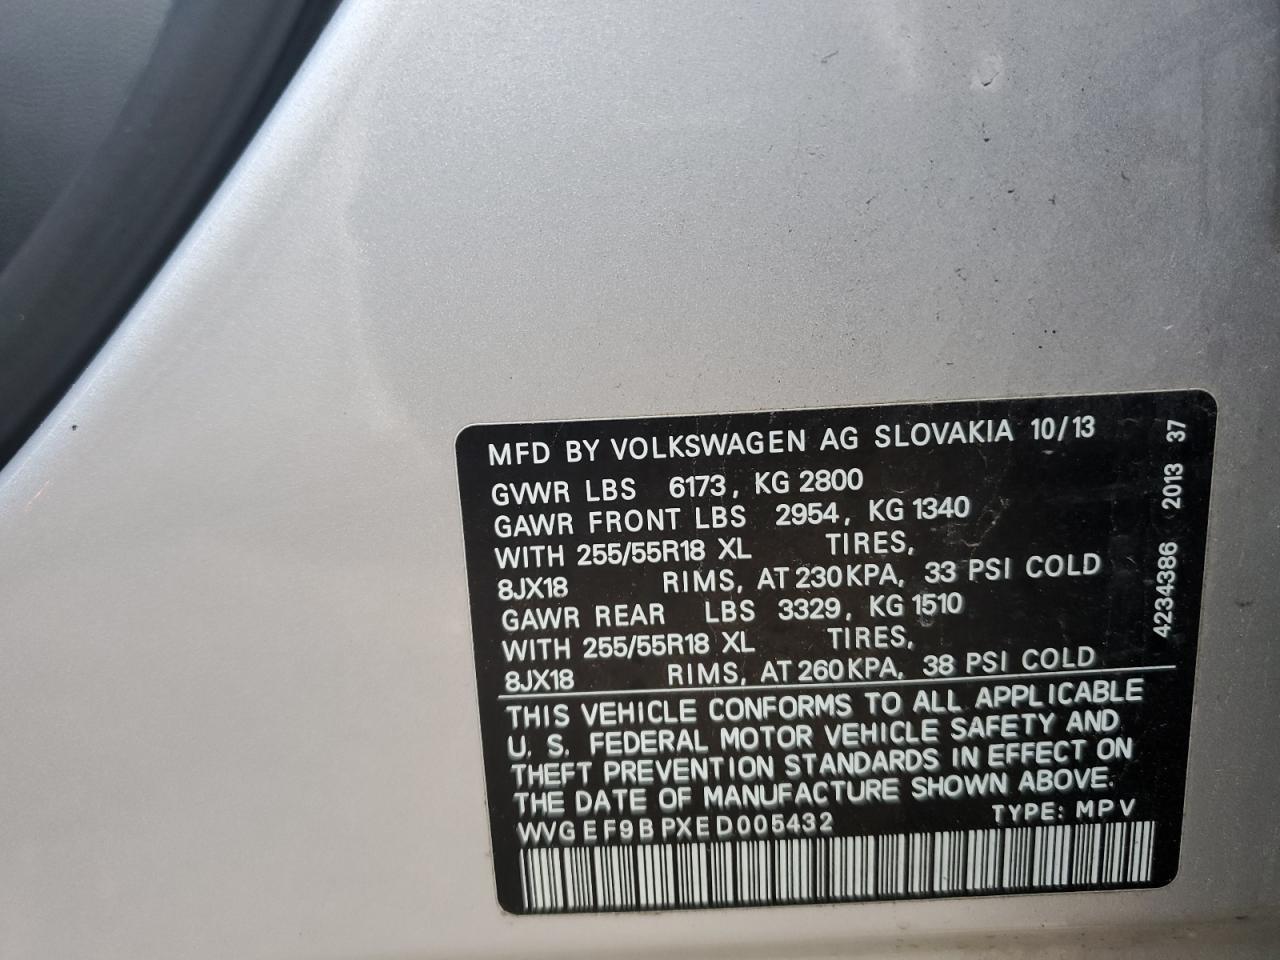 MFD BY VOLKSWAGEN AG SLOVAKIA 10/13
GVWR LBS 6173, KG 2800
GAWR FRONT LBS 2954, KG 1340
WITH 255/55R18 XL TIRES,
8JX18 RIMS, AT 230KPA, 33 PSI COLD
GAWR REAR LBS 3329, KG 1510
WITH 255/55R18 XL TIRES,
8JX18 RIMS, AT 260KPA, 38 PSI COLD
THIS VEHICLE CONFORMS TO ALL APPLICABLE
U. S. FEDERAL MOTOR VEHICLE SAFETY AND
THEFT PREVENTION STANDARDS IN EFFECT ON
THE DATE OF MANUFACTURE SHOWN ABOVE.
WVGEF9BPXED005432 TYPE: MPV
4234386 2013 37